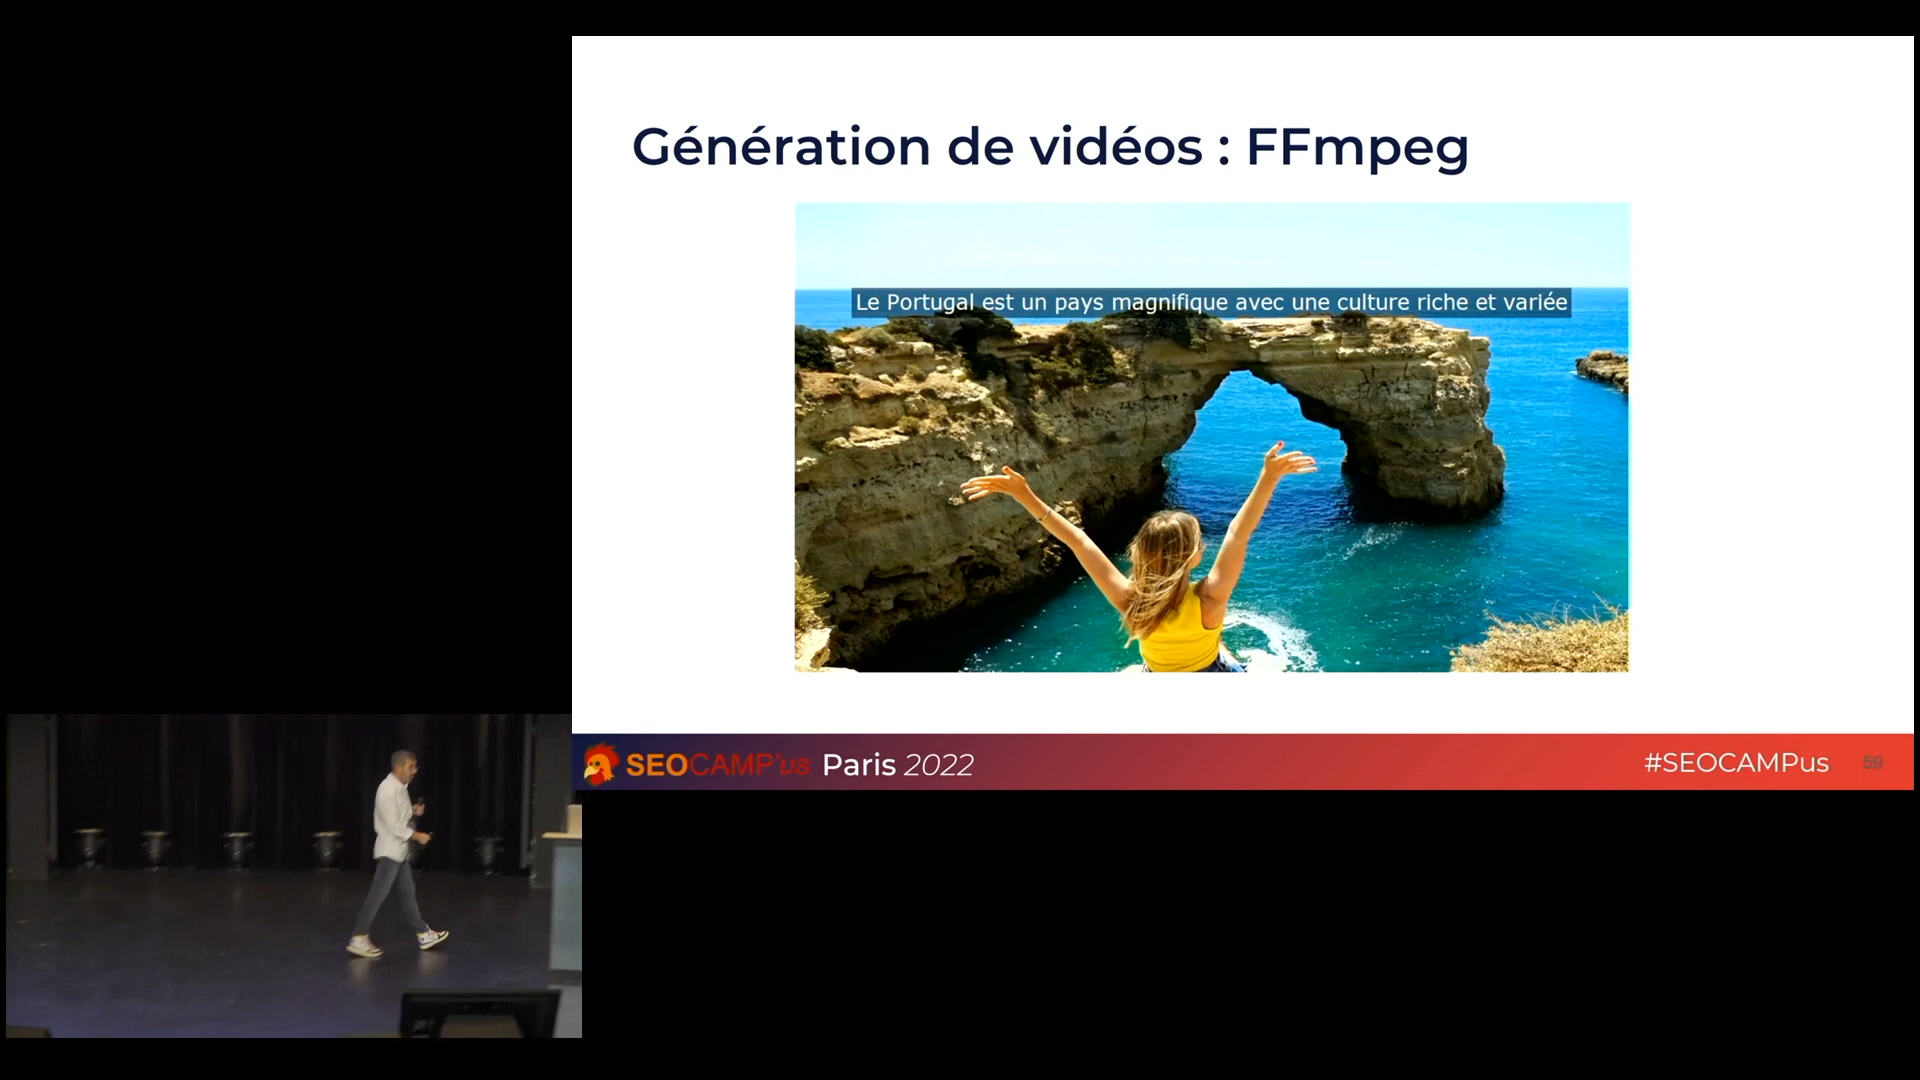 Génération de vidéos : FFmpeg
Le Portugal est un pays magnifique avec une culture riche et variée
SEOCAMP'us Paris 2022
#SEOCAMPus 59